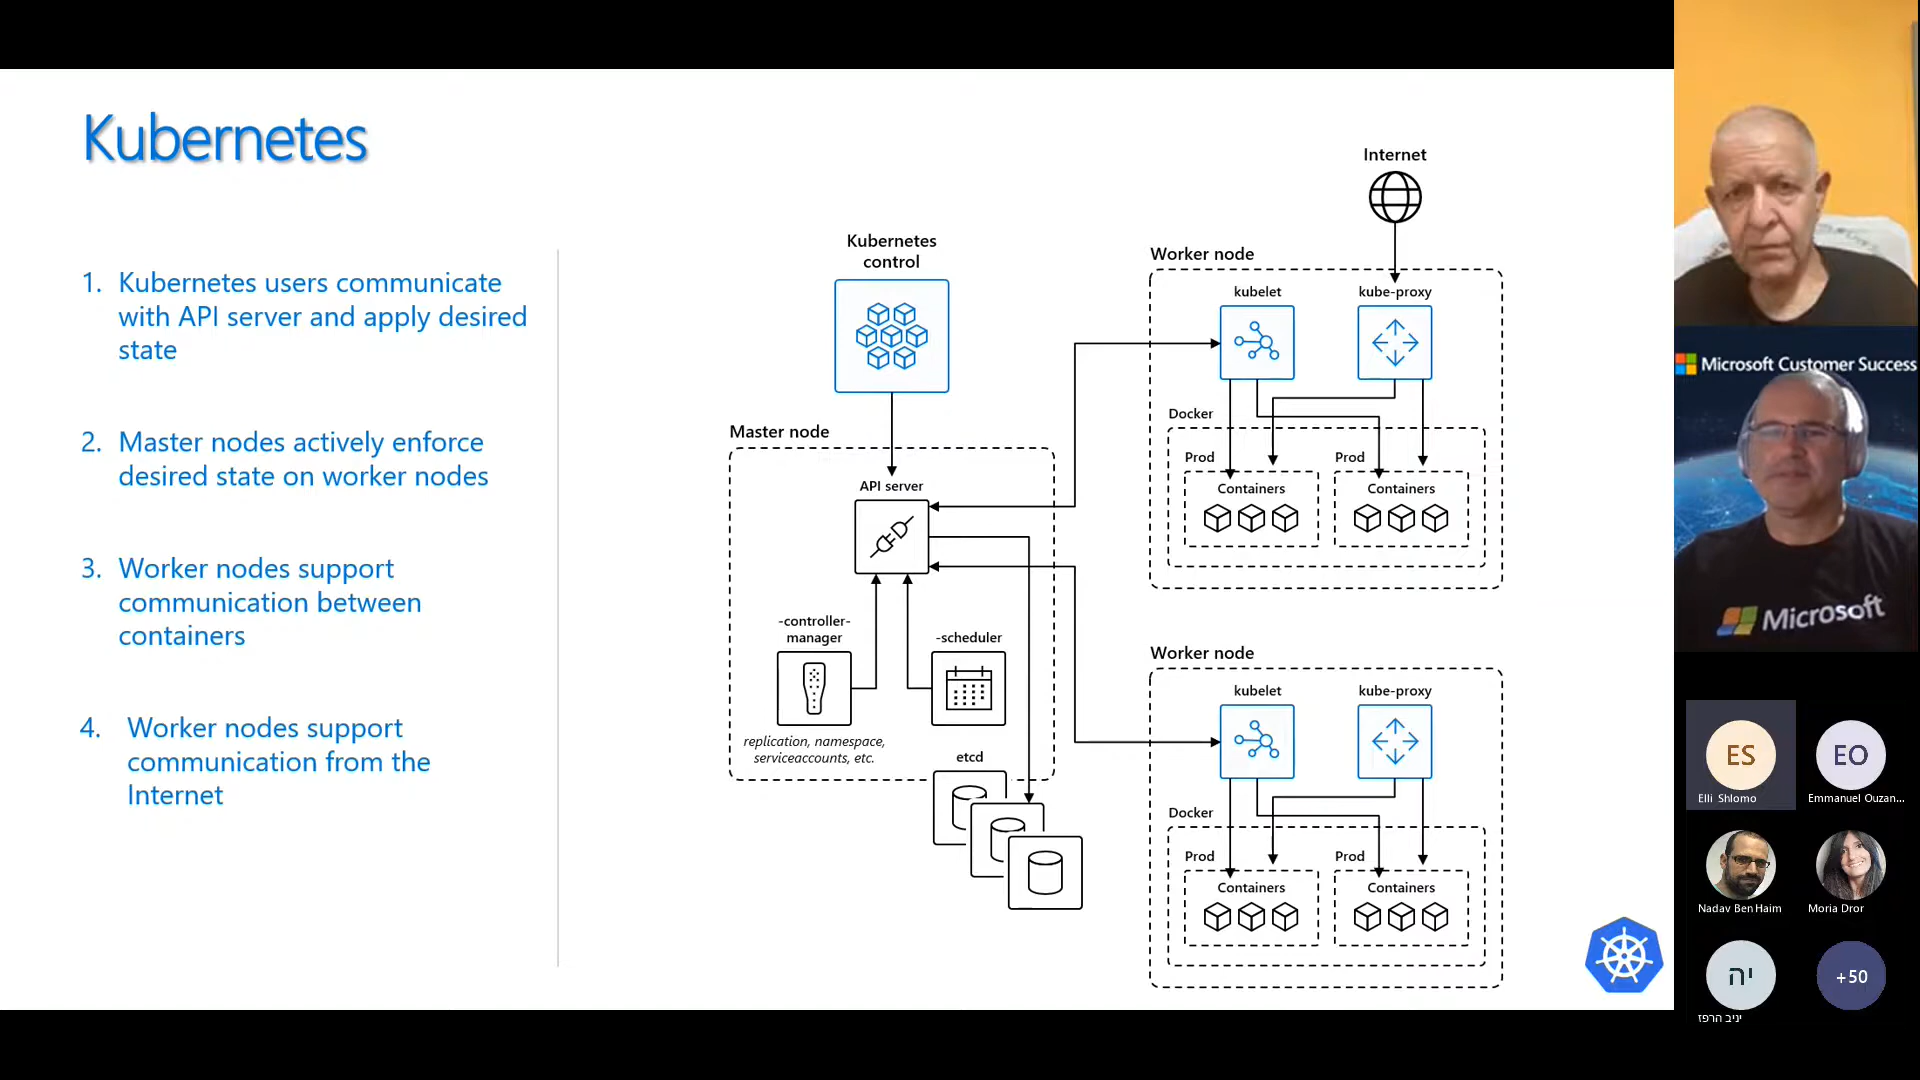 Kubernetes
1. Kubernetes users communicate
with API server and apply desired
state
2. Master nodes actively enforce
desired state on worker nodes
3. Worker nodes support
communication between
containers
4. Worker nodes support
communication from the
Internet
Kubernetes
control
Master node
API server
-controller-
manager
-scheduler
replication, namespace,
serviceaccounts, etc.
etcd
Internet
Worker node
kubelet
kube-proxy
Docker
Prod
Prod
Containers
Containers
Worker node
kubelet
kube-proxy
Docker
Prod
Prod
Containers
Containers
Microsoft Customer Success
Microsoft
ES
Elli Shlomo
EO
Emmanuel Ouzan...
Nadav Ben Haim
Moria Dror
יה
יניב הרפז
+50